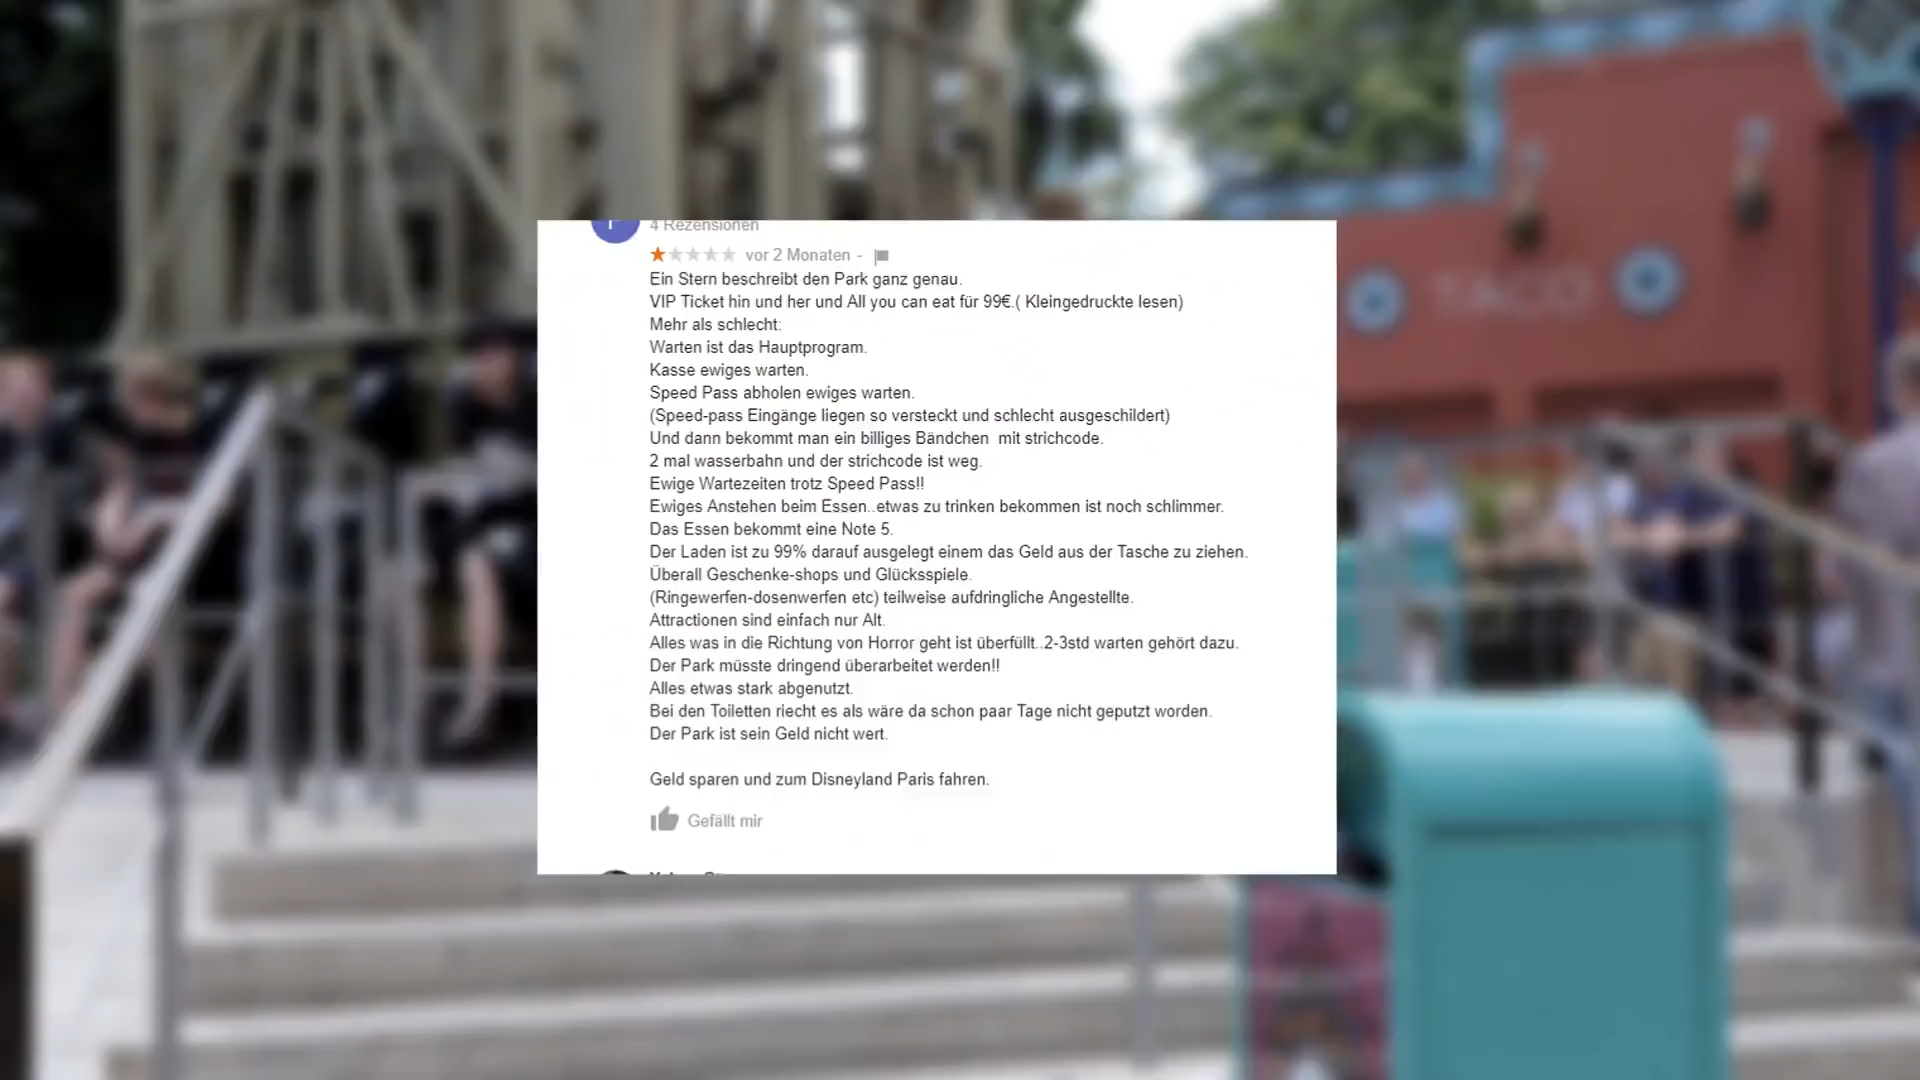 4 Rezensionen
vor 2 Monaten -
Ein Stern beschreibt den Park ganz genau.
VIP Ticket hin und her und All you can eat für 99€.( Kleingedruckte lesen)
Mehr als schlecht:
Warten ist das Hauptprogram.
Kasse ewiges warten.
Speed Pass abholen ewiges warten.
(Speed-pass Eingänge liegen so versteckt und schlecht ausgeschildert)
Und dann bekommt man ein billiges Bändchen  mit strichcode.
2 mal wasserbahn und der strichcode ist weg.
Ewige Wartezeiten trotz Speed Pass!!
Ewiges Anstehen beim Essen..etwas zu trinken bekommen ist noch schlimmer.
Das Essen bekommt eine Note 5.
Der Laden ist zu 99% darauf ausgelegt einem das Geld aus der Tasche zu ziehen.
Überall Geschenke-shops und Glücksspiele.
(Ringewerfen-dosenwerfen etc) teilweise aufdringliche Angestellte.
Attractionen sind einfach nur Alt.
Alles was in die Richtung von Horror geht ist überfüllt..2-3std warten gehört dazu.
Der Park müsste dringend überarbeitet werden!!
Alles etwas stark abgenutzt.
Bei den Toiletten riecht es als wäre da schon paar Tage nicht geputzt worden.
Der Park ist sein Geld nicht wert.
Geld sparen und zum Disneyland Paris fahren.
Gefällt mir
TACO